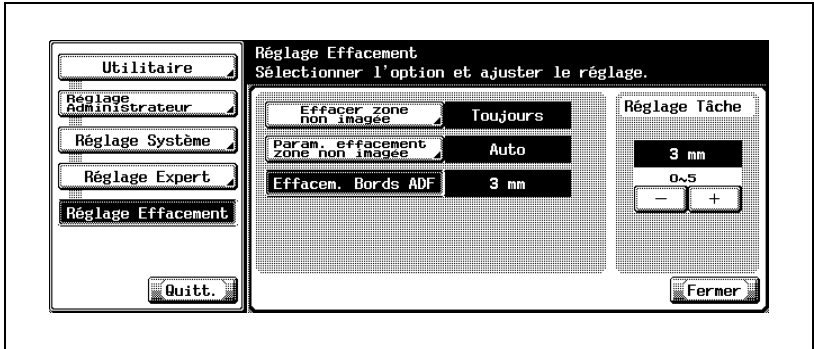 Réglage Effacement
Sélectionner l'option et ajuster le réglage.
Utilitaire
Réglage
Administrateur
Réglage Système
Réglage Expert
Réglage Effacement
Quitt.
Effacer zone
non imagée
Toujours
Param. effacement
zone non imagée
Auto
Effacem. Bords ADF
3 mm
Réglage Tâche
3 mm
0~5
− +
Fermer